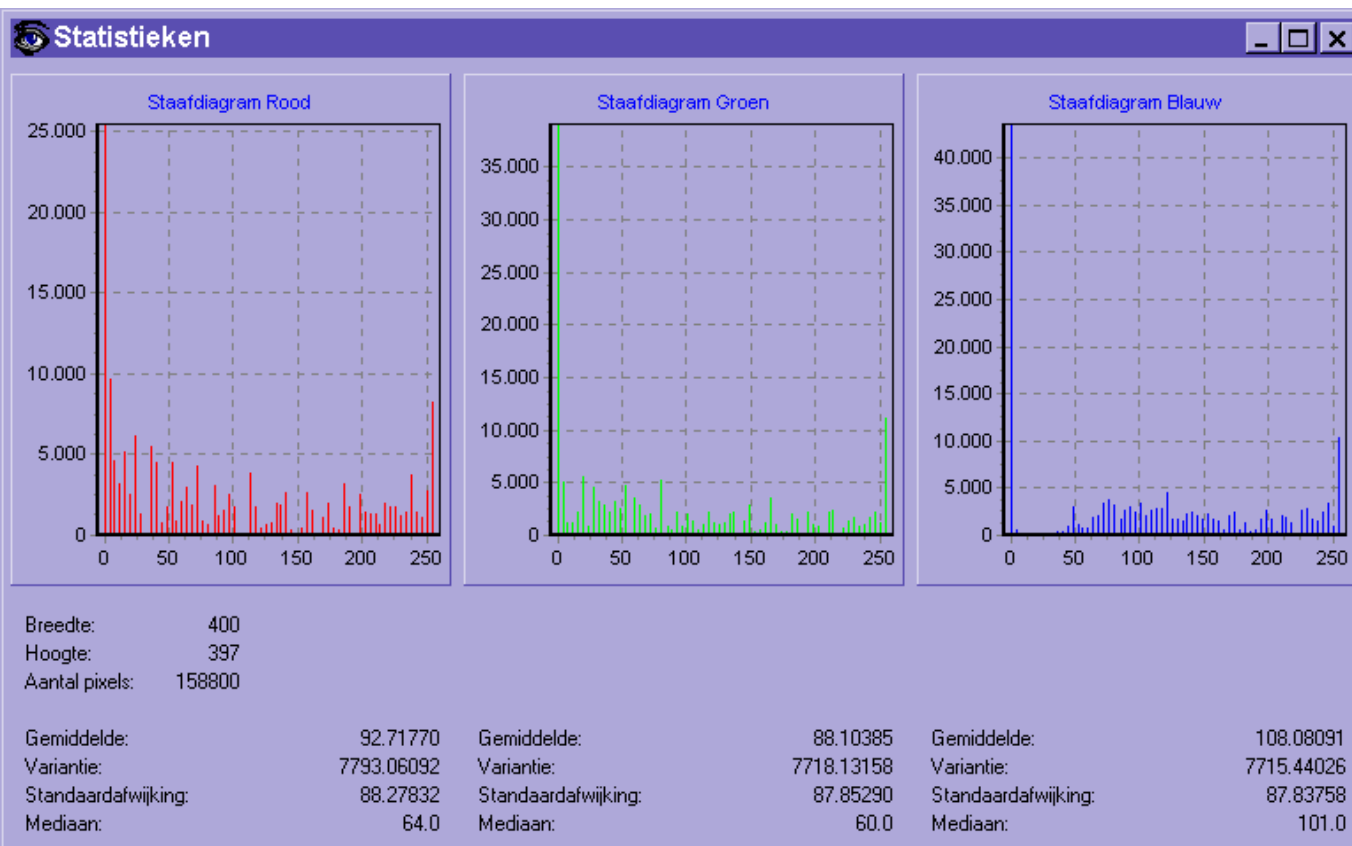 Statistieken
Staafdiagram Rood
25.000
20.000
15.000
10.000
5.000
0
0 50 100 150 200 250
Staafdiagram Groen
35.000
30.000
25.000
20.000
15.000
10.000
5.000
0
0 50 100 150 200 250
Staafdiagram Blauw
40.000
35.000
30.000
25.000
20.000
15.000
10.000
5.000
0
0 50 100 150 200 250
Breedte: 400
Hoogte: 397
Aantal pixels: 158800
Gemiddelde: 92.71770 Gemiddelde: 88.10385 Gemiddelde: 108.08091
Variantie: 7793.06092 Variantie: 7718.13158 Variantie: 7715.44026
Standaardafwijking: 88.27832 Standaardafwijking: 87.85290 Standaardafwijking: 87.83758
Mediaan: 64.0 Mediaan: 60.0 Mediaan: 101.0